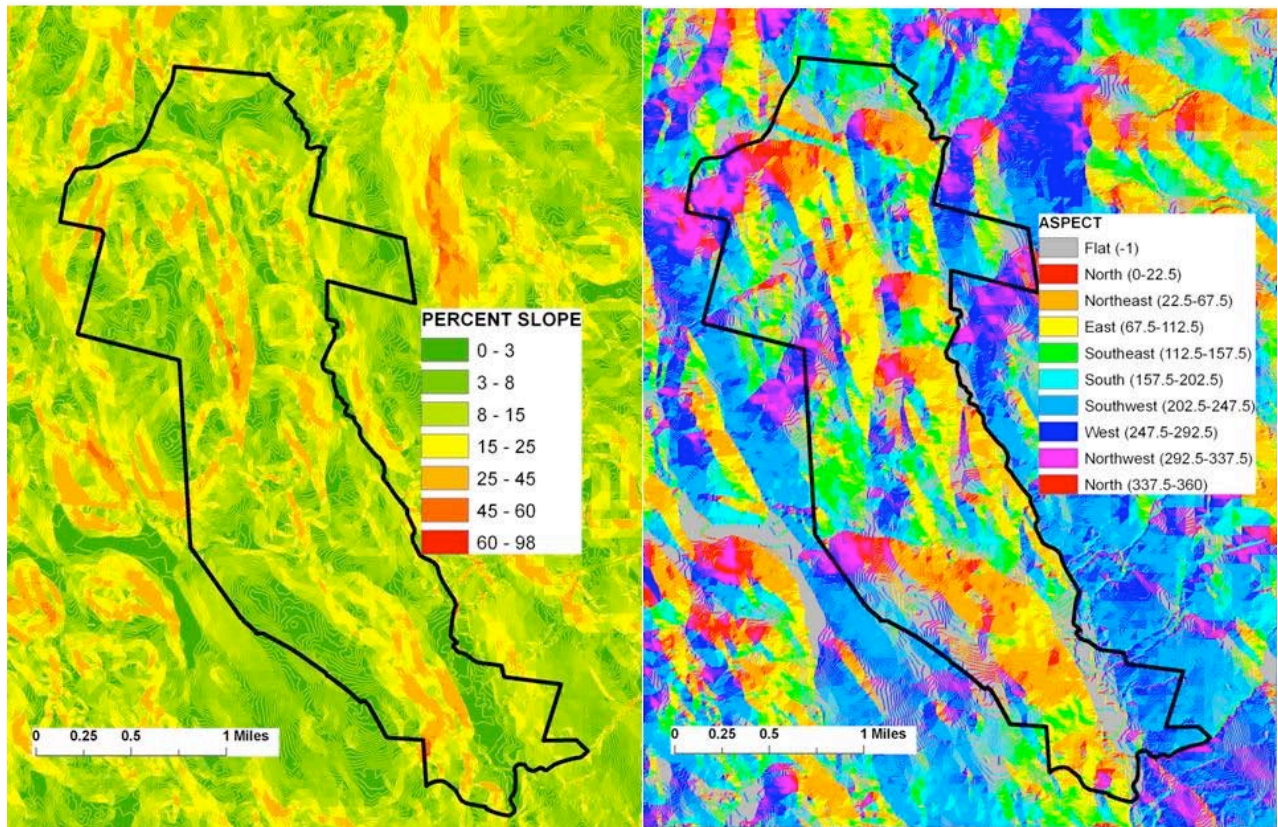 PERCENT SLOPE
0 - 3
3 - 8
8 - 15
15 - 25
25 - 45
45 - 60
60 - 98
0 0.25 0.5 1 Miles
ASPECT
Flat (-1)
North (0-22.5)
Northeast (22.5-67.5)
East (67.5-112.5)
Southeast (112.5-157.5)
South (157.5-202.5)
Southwest (202.5-247.5)
West (247.5-292.5)
Northwest (292.5-337.5)
North (337.5-360)
0 0.25 0.5 1 Miles